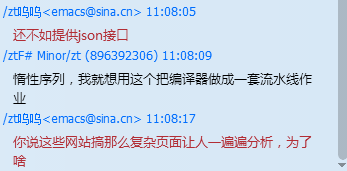 /zt呜呜<emacs@sina.cn> 11:08:05
还不如提供json接口
/ztF# Minor/zt (896392306) 11:08:09
惰性序列，我就想用这个把编译器做成一套流水线作
业
/zt呜呜<emacs@sina.cn> 11:08:17
你说这些网站搞那么复杂页面让人一遍遍分析，为了
啥